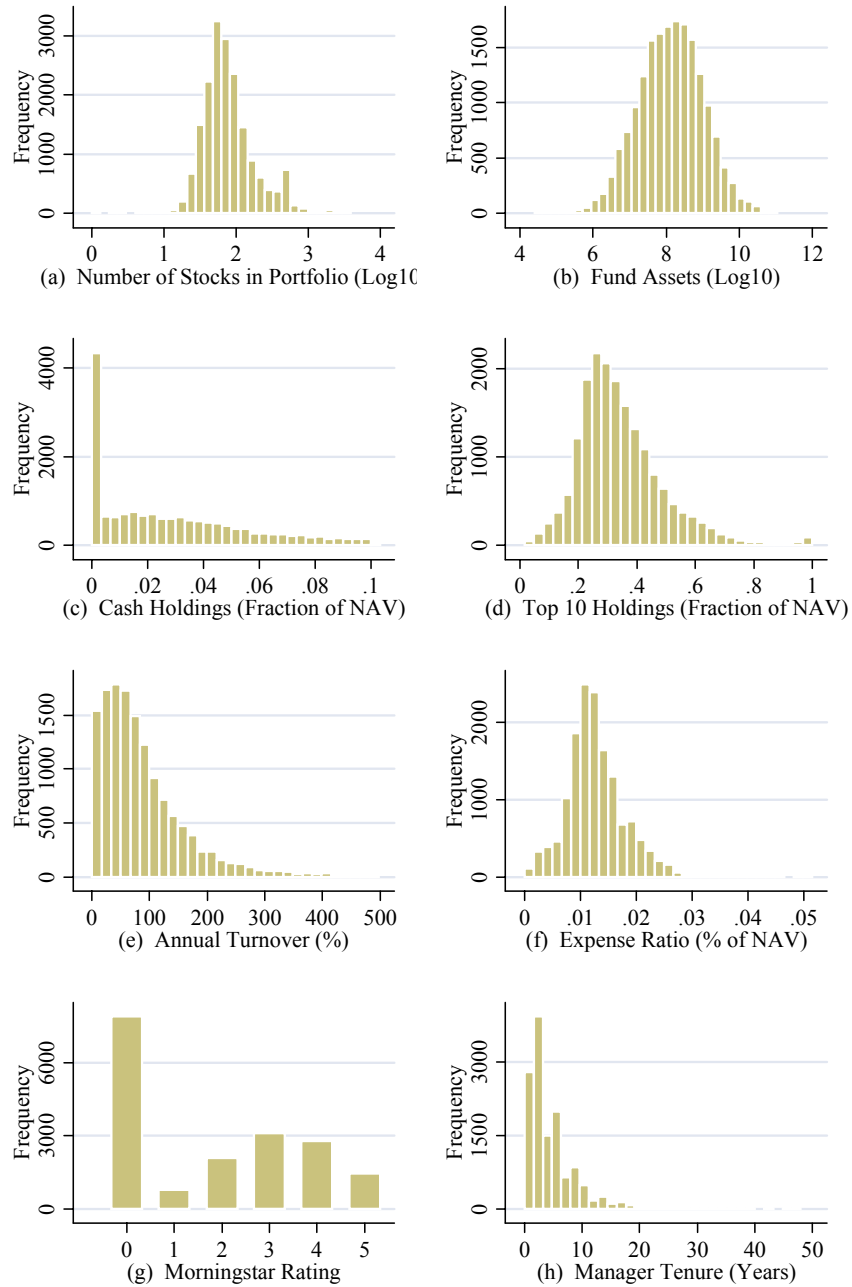 Frequency
3000
2000
1000
0
0 1 2 3 4
(a) Number of Stocks in Portfolio (Log10
Frequency
1500
1000
500
0
4 6 8 10 12
(b) Fund Assets (Log10)
Frequency
4000
2000
0
0 .02 .04 .06 .08 .1
(c) Cash Holdings (Fraction of NAV)
Frequency
2000
1000
0
0 .2 .4 .6 .8 1
(d) Top 10 Holdings (Fraction of NAV)
Frequency
1500
500
0
0 100 200 300 400 500
(e) Annual Turnover (%)
Frequency
2000
1000
0
0 .01 .02 .03 .04 .05
(f) Expense Ratio (% of NAV)
Frequency
6000
3000
0
0 1 2 3 4 5
(g) Morningstar Rating
Frequency
3000
1500
0
0 10 20 30 40 50
(h) Manager Tenure (Years)